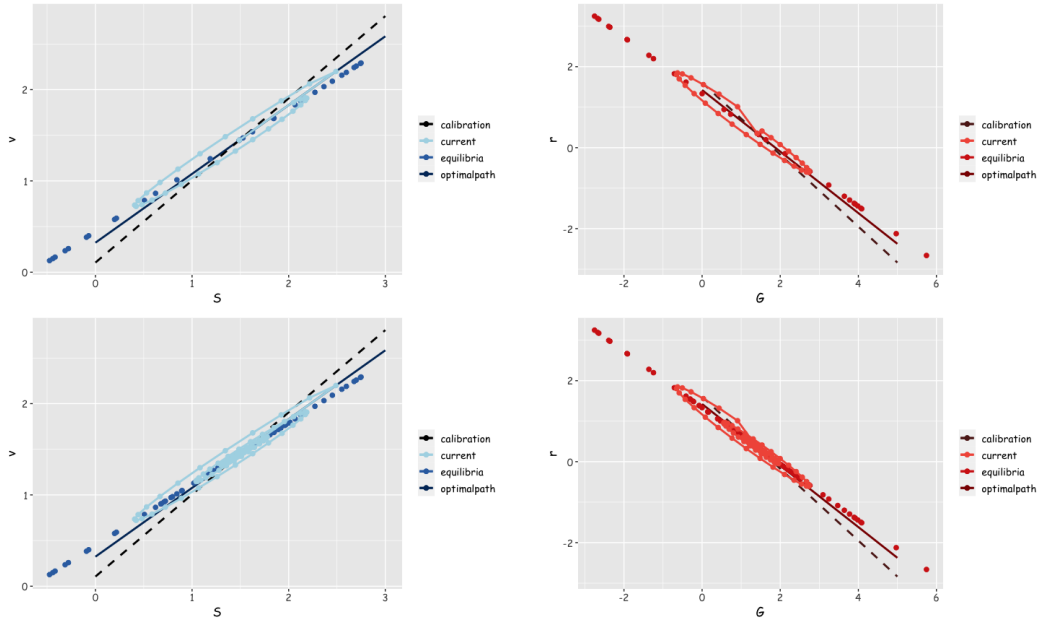 v
2
1
0
0
1
2
3
S
calibration
current
equilibria
optimalpath
r
2
0
-2
-2
0
2
4
6
G
calibration
current
equilibria
optimalpath
v
2
1
0
0
1
2
3
S
calibration
current
equilibria
optimalpath
r
2
0
-2
-2
0
2
4
6
G
calibration
current
equilibria
optimalpath